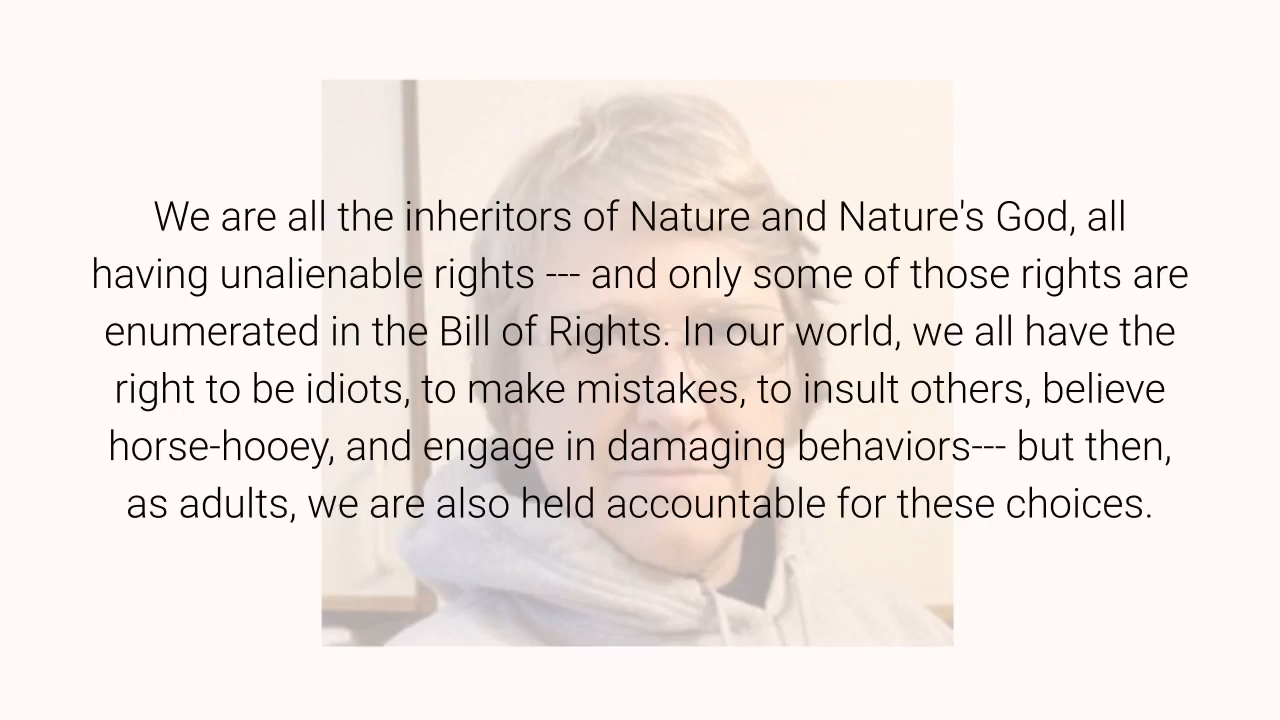 We are all the inheritors of Nature and Nature's God, all
having unalienable rights --- and only some of those rights are
enumerated in the Bill of Rights. In our world, we all have the
right to be idiots, to make mistakes, to insult others, believe
horse-hooey, and engage in damaging behaviors--- but then,
as adults, we are also held accountable for these choices.